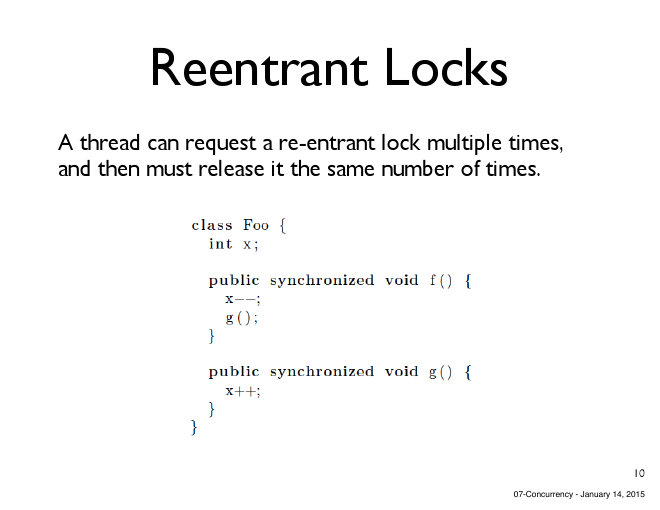 Reentrant Locks
A thread can request a re-entrant lock multiple times,
and then must release it the same number of times.
class Foo {
int x;
public synchronized void f() {
x--;
g();
}
public synchronized void g() {
x++;
}
}
10
07-Concurrency - January 14, 2015